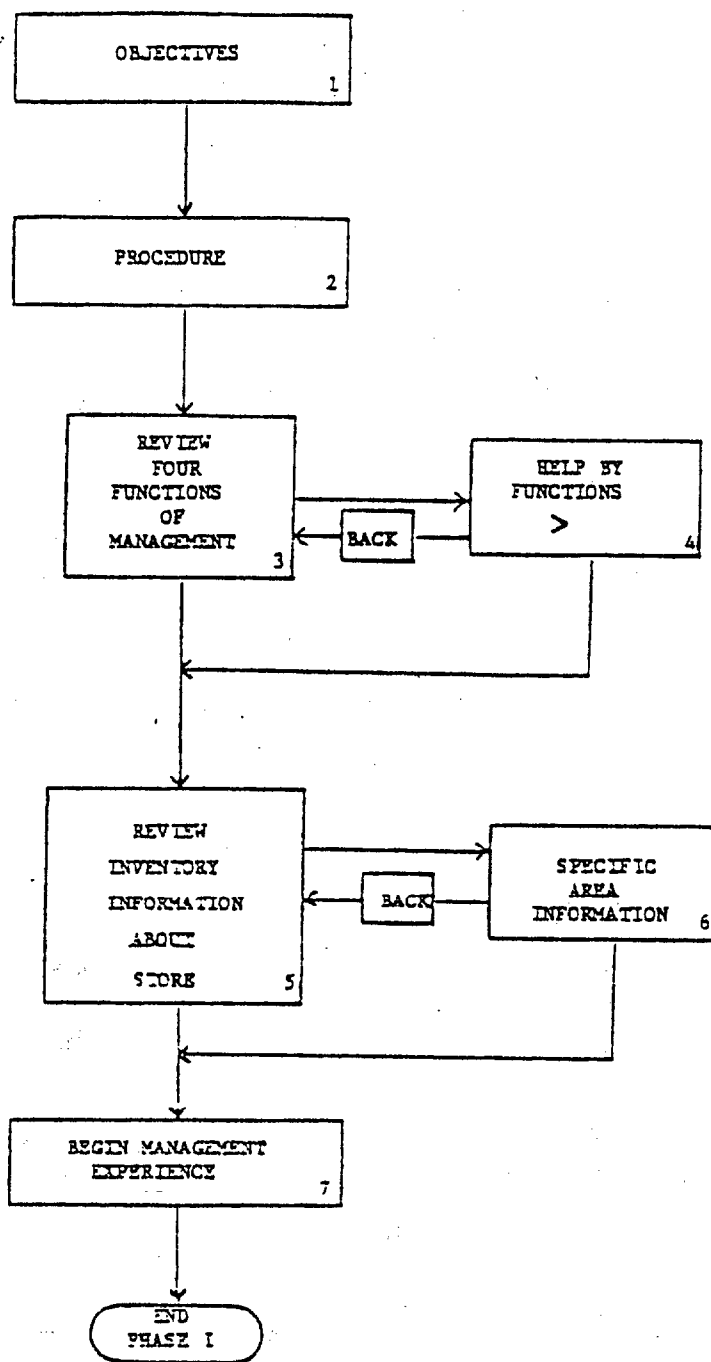 OBJECTIVES
1
PROCEDURE
2
REVIEW
FOUR
FUNCTIONS
OF
MANAGEMENT
3
HELP BY
FUNCTIONS
>
4
BACK
REVIEW
INVENTORY
INFORMATION
ABOUT
STORE
5
SPECIFIC
AREA
INFORMATION
6
BACK
BEGIN MANAGEMENT
EXPERIENCE
7
END
PHASE I